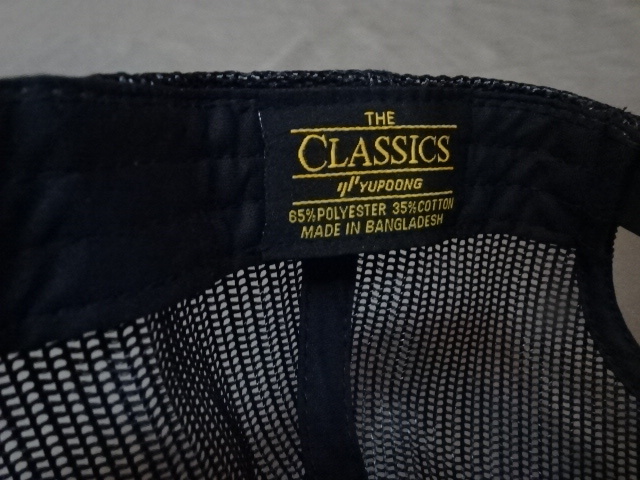 THE
CLASSICS
YUPOONG
65%POLYESTER 35%COTTON
MADE IN BANGLADESH